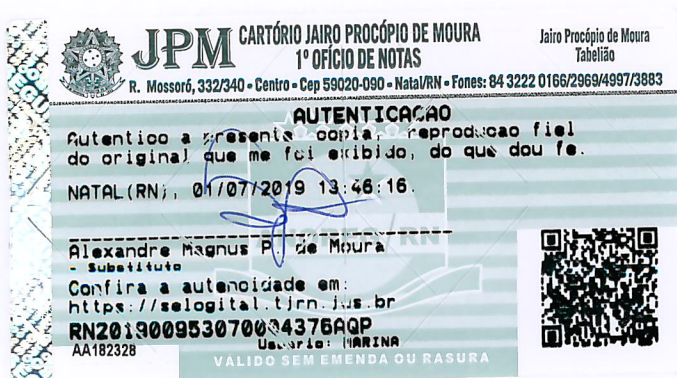 JPM CARTÓRIO JAIRO PROCÓPIO DE MOURA
1º OFÍCIO DE NOTAS
Jairo Procópio de Moura
Tabelião
R. Mossoró, 332/340 - Centro - Cep 59020-090 - Natal/RN - Fones: 84 3222 0166/2969/4997/3883
AUTENTICACAO
Autentico a presente copia, reproducao fiel
do original que me foi exibido, do que dou fe.
NATAL(RN), 01/07/2019 13:46:16.
Alexandre Magnus P. de Moura
- Substituto
Confira a autencidade em:
https://selogital.tjrn.jus.br
RN201900953070004376AQP
AA182328
Usuario: MARINA
VÁLIDO SEM EMENDA OU RASURA